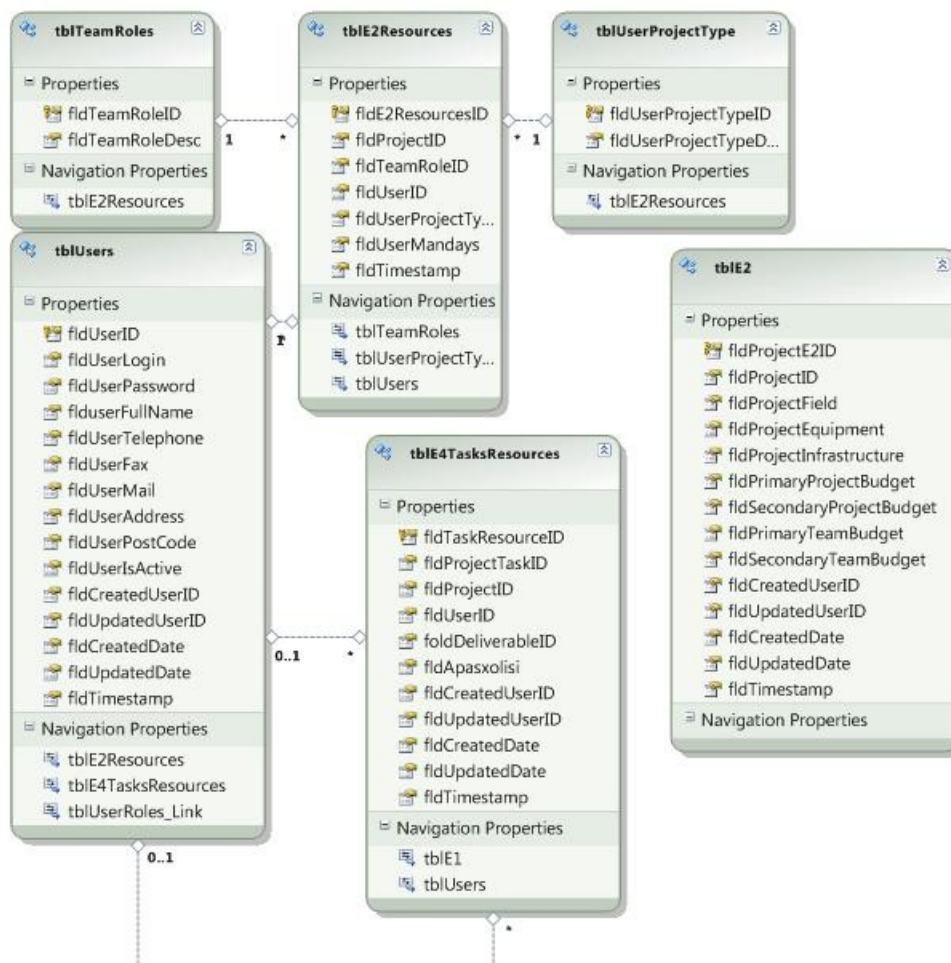 tblTeamRoles
Properties
fldTeamRoleID
fldTeamRoleDesc
Navigation Properties
tblE2Resources
1
*
tblE2Resources
Properties
fldE2ResourcesID
fldProjectID
fldTeamRoleID
fldUserID
fldUserProjectTy...
fldUserMandays
fldTimestamp
Navigation Properties
tblTeamRoles
tblUserProjectTy...
tblUsers
*
1
tblUserProjectType
Properties
fldUserProjectTypeID
fldUserProjectTypeD...
Navigation Properties
tblE2Resources
tblUsers
Properties
fldUserID
fldUserLogin
fldUserPassword
flduserFullName
fldUserTelephone
fldUserFax
fldUserMail
fldUserAddress
fldUserPostCode
fldUserIsActive
fldCreatedUserID
fldUpdatedUserID
fldCreatedDate
fldUpdatedDate
fldTimestamp
Navigation Properties
tblE2Resources
tblE4TasksResources
tblUserRoles_Link
1
*
0..1
*
0..1
tblE4TasksResources
Properties
fldTaskResourceID
fldProjectTaskID
fldProjectID
fldUserID
foldDeliverableID
fldApasxolisi
fldCreatedUserID
fldUpdatedUserID
fldCreatedDate
fldUpdatedDate
fldTimestamp
Navigation Properties
tblE1
tblUsers
*
tblE2
Properties
fldProjectE2ID
fldProjectID
fldProjectField
fldProjectEquipment
fldProjectInfrastructure
fldPrimaryProjectBudget
fldSecondaryProjectBudget
fldPrimaryTeamBudget
fldSecondaryTeamBudget
fldCreatedUserID
fldUpdatedUserID
fldCreatedDate
fldUpdatedDate
fldTimestamp
Navigation Properties